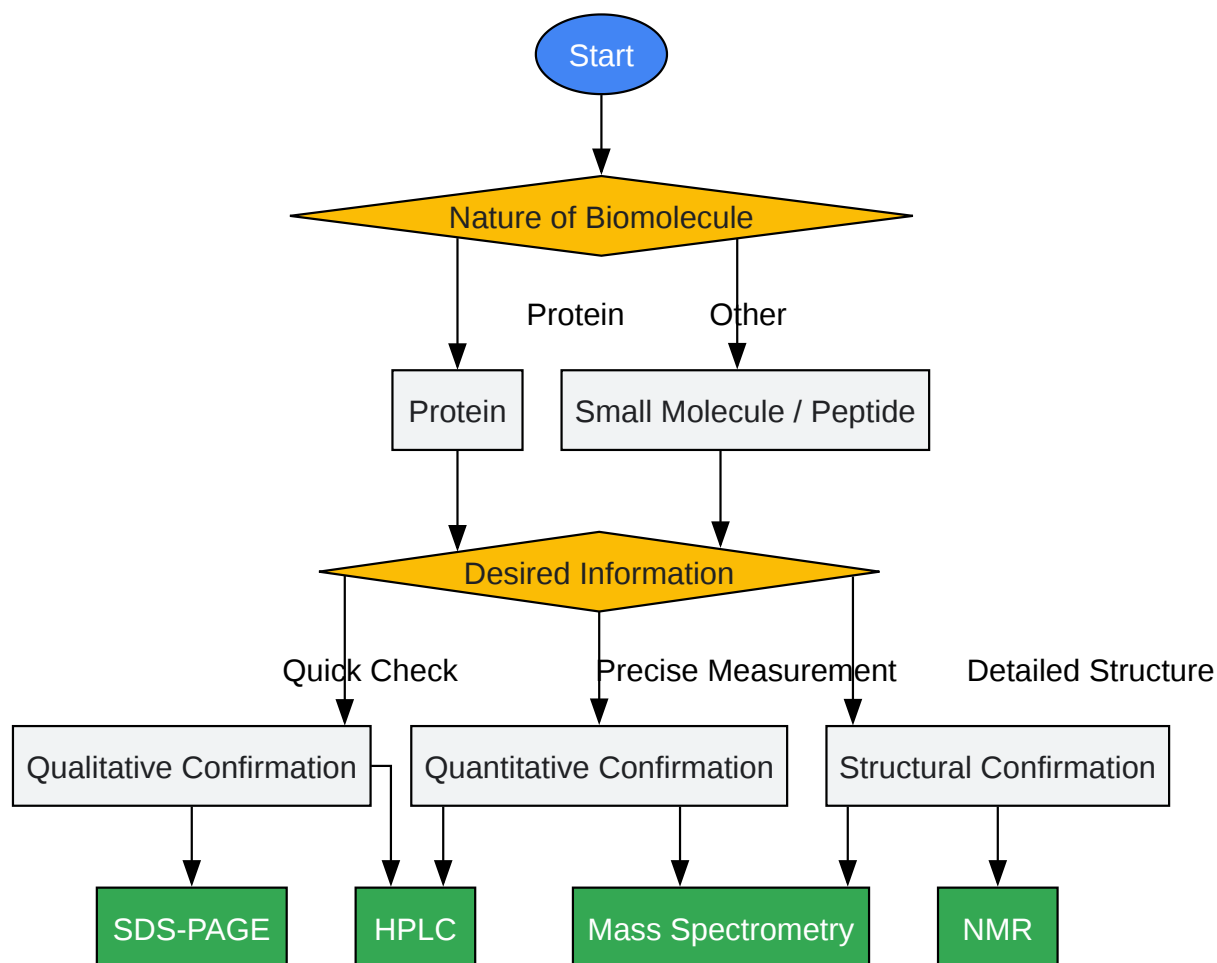 Start
Nature of Biomolecule
Protein
Other
Protein
Small Molecule / Peptide
Desired Information
Quick Check
Precise Measurement
Detailed Structure
Qualitative Confirmation
Quantitative Confirmation
Structural Confirmation
SDS-PAGE
HPLC
Mass Spectrometry
NMR